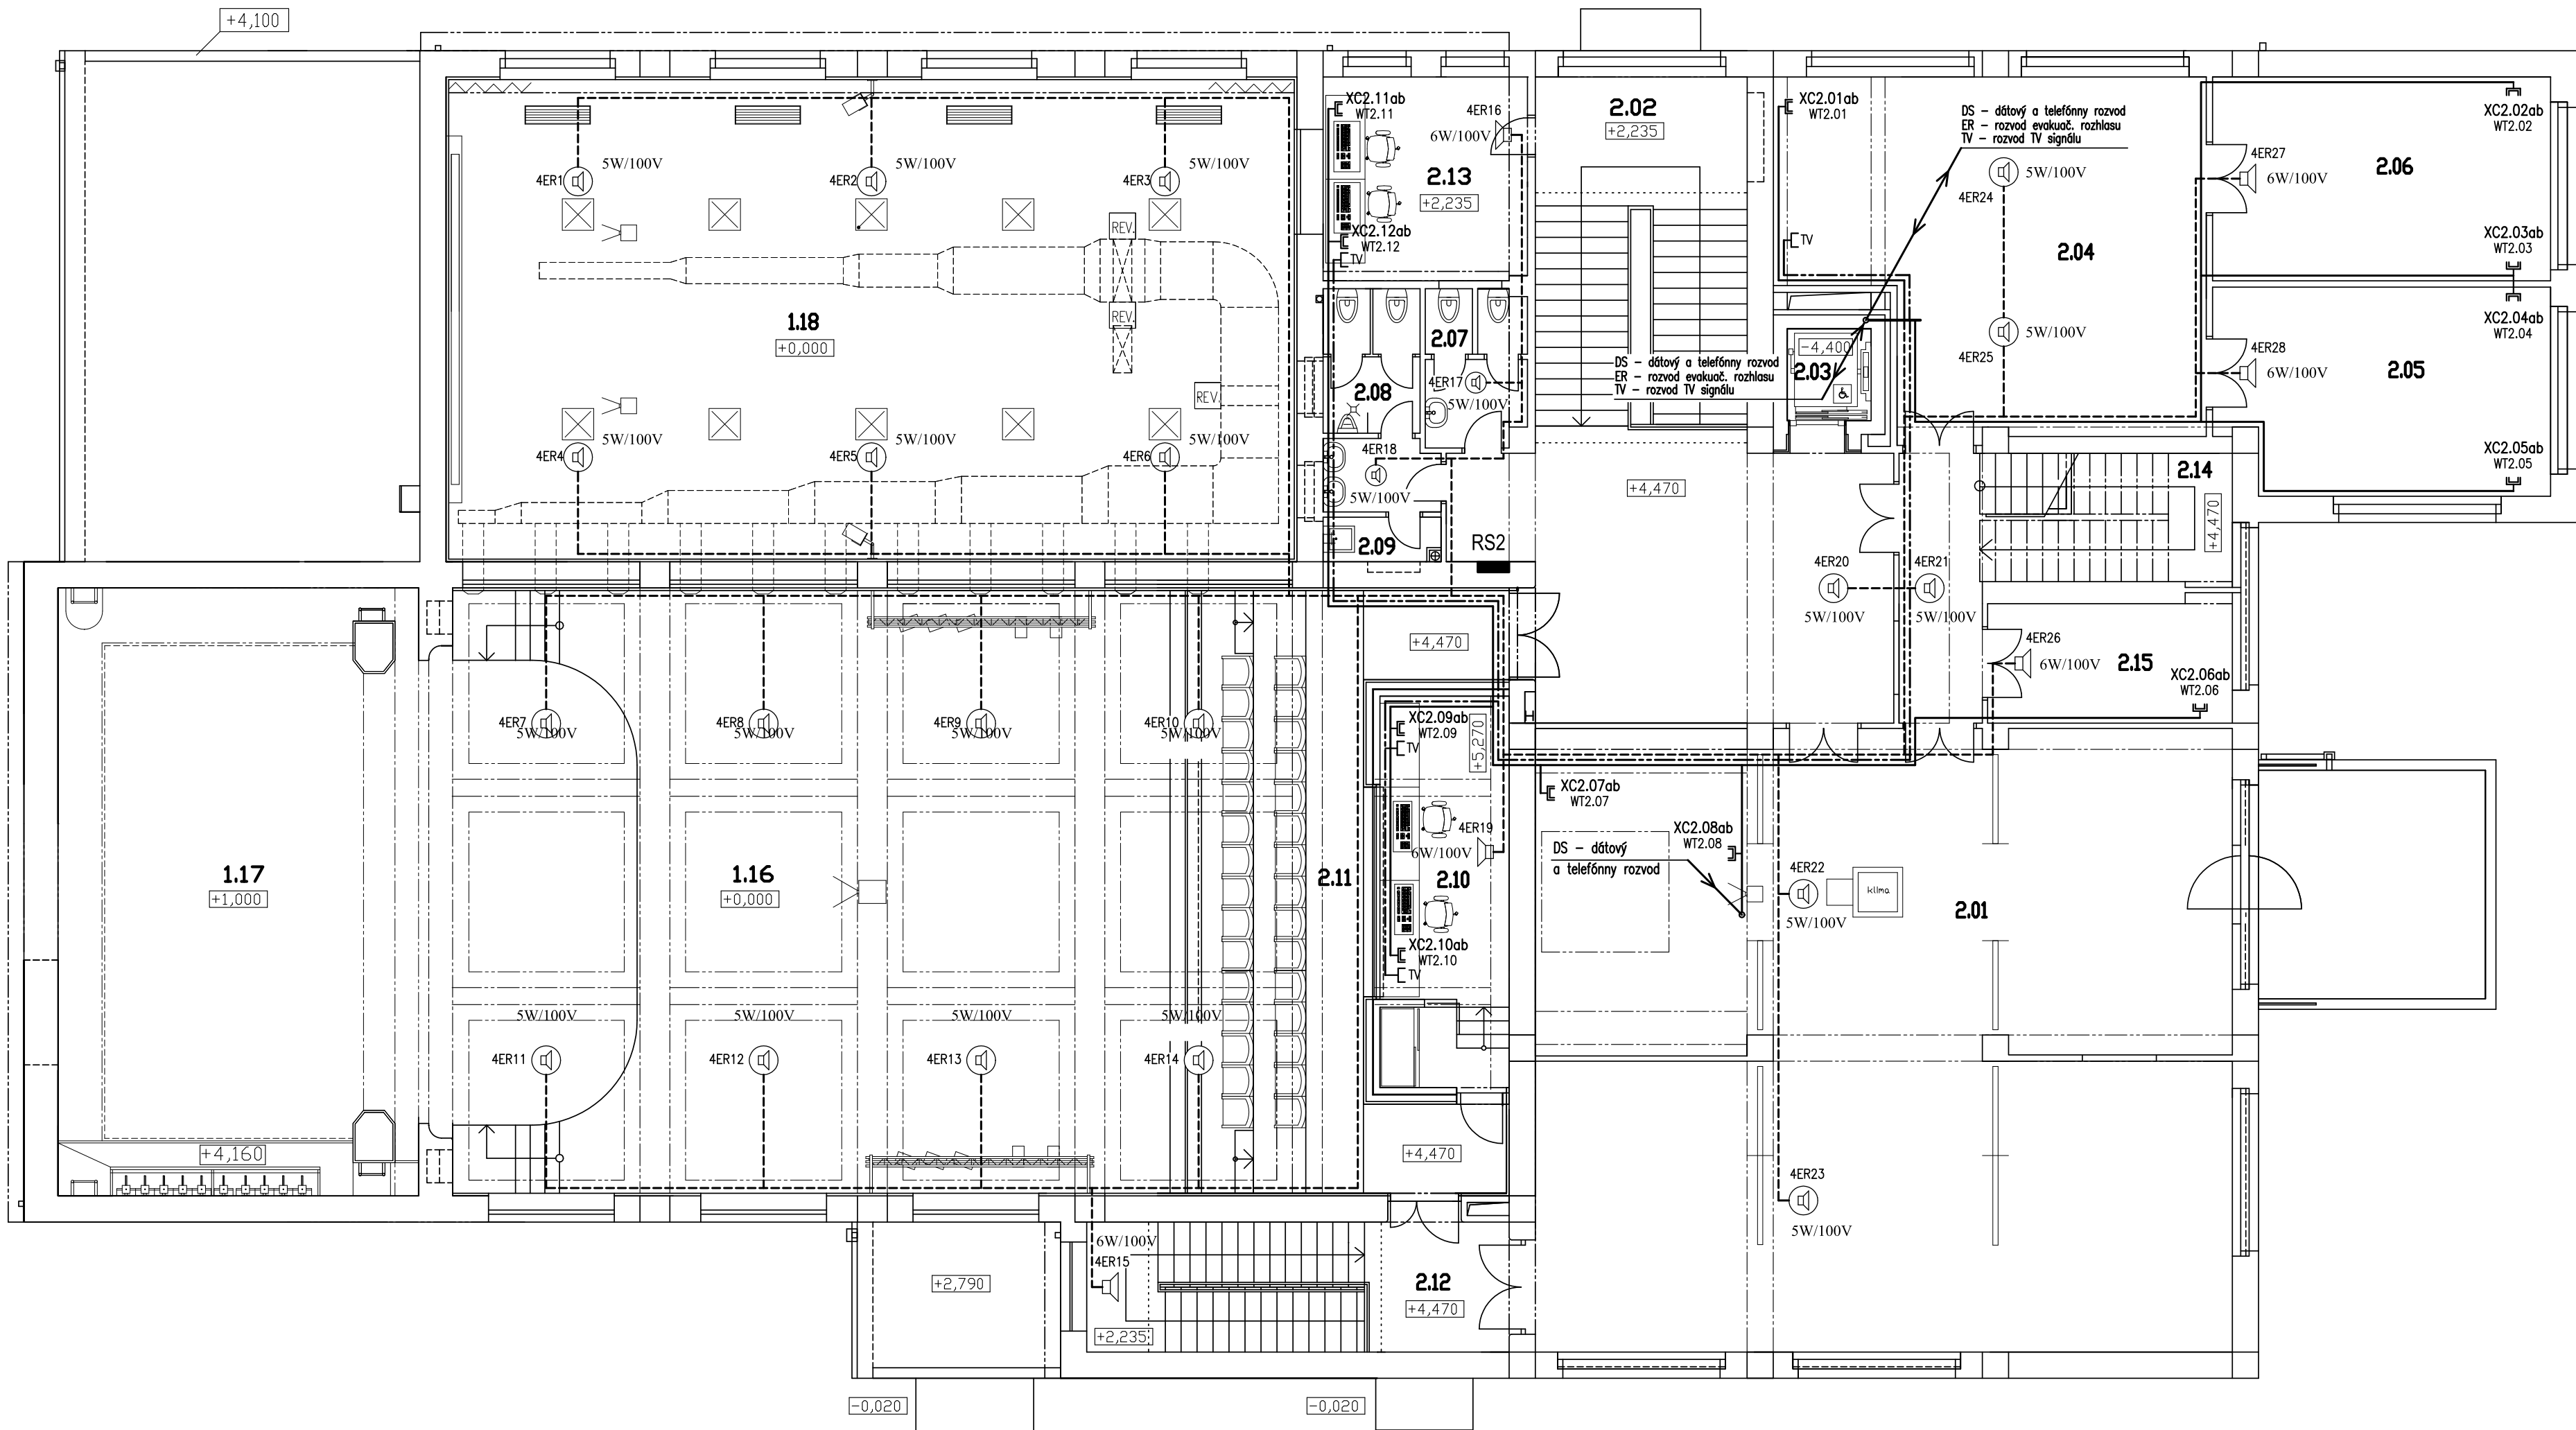 +4,100
XC2.11ab
WT2.11
4ER16
6W/100V
2.02
+2,235
XC2.01ab
WT2.01
DS – dátový a telefónny rozvod
ER – rozvod evakuač. rozhlasu
TV – rozvod TV signálu
XC2.02ab
WT2.02
5W/100V
4ER1
5W/100V
4ER2
5W/100V
4ER3
2.13
+2,235
5W/100V
4ER24
4ER27
6W/100V
2.06
REV.
XC2.12ab
WT2.12
TV
TV
2.04
XC2.03ab
WT2.03
1.18
+0,000
REV.
2.07
-4,400
5W/100V
4ER25
XC2.04ab
WT2.04
4ER28
6W/100V
2.05
DS – dátový a telefónny rozvod
ER – rozvod evakuač. rozhlasu
TV – rozvod TV signálu
2.03
2.08
4ER17
5W/100V
REV.
5W/100V
4ER4
5W/100V
4ER5
5W/100V
4ER6
4ER18
5W/100V
XC2.05ab
WT2.05
2.14
+4,470
+4,470
2.09
RS2
4ER20
5W/100V
4ER21
5W/100V
+4,470
4ER26
6W/100V
2.15
XC2.06ab
WT2.06
4ER7
5W/100V
4ER8
5W/100V
4ER9
5W/100V
4ER10
5W/100V
XC2.09ab
WT2.09
TV
+5,270
XC2.07ab
WT2.07
4ER19
6W/100V
XC2.08ab
WT2.08
DS – dátový
a telefónny rozvod
1.17
+1,000
1.16
+0,000
2.11
2.10
4ER22
5W/100V
klima
2.01
XC2.10ab
WT2.10
TV
5W/100V
4ER11
5W/100V
4ER12
5W/100V
4ER13
5W/100V
4ER14
+4,160
+4,470
4ER23
5W/100V
6W/100V
4ER15
+2,790
2.12
+4,470
+2,235
-0,020
-0,020